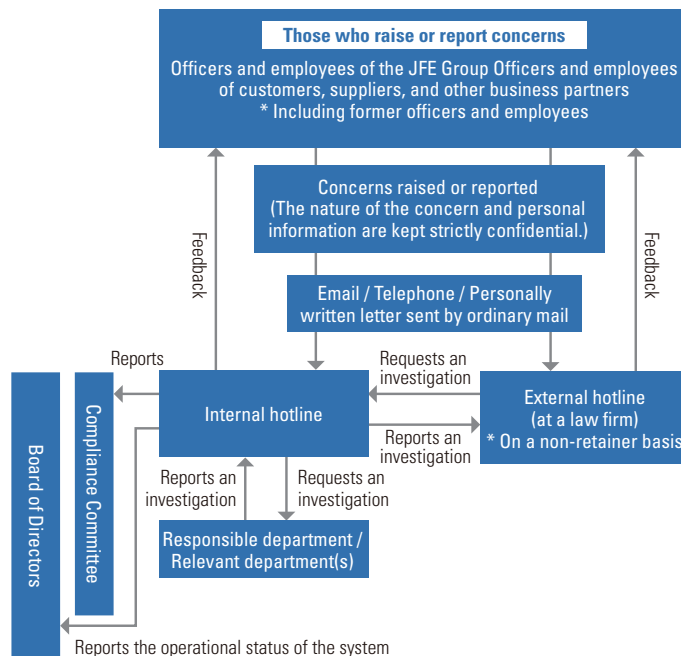 Those who raise or report concerns
Officers and employees of the JFE Group Officers and employees
of customers, suppliers, and other business partners
* Including former officers and employees
Concerns raised or reported
(The nature of the concern and personal
information are kept strictly confidential.)
Feedback
Feedback
Email / Telephone / Personally
written letter sent by ordinary mail
Reports
Requests an
investigation
Internal hotline
External hotline
(at a law firm)
* On a non-retainer basis
Reports an
investigation
Board of Directors
Compliance Committee
Reports an
investigation
Requests an
investigation
Responsible department /
Relevant department(s)
Reports the operational status of the system